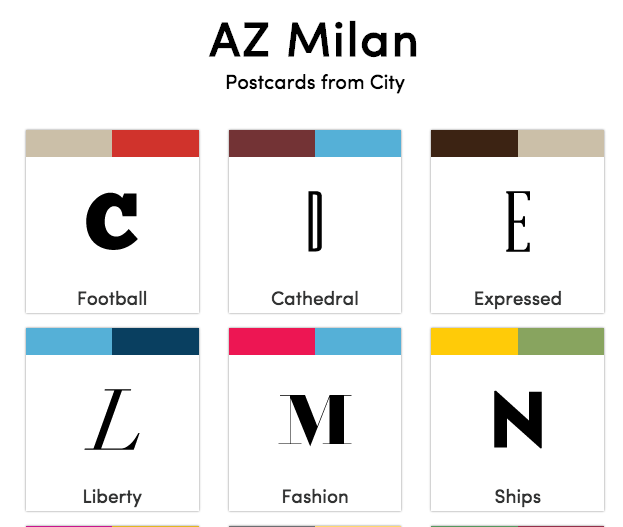 AZ Milan
Postcards from City
C
D
E
Football
Cathedral
Expressed
L
M
N
Liberty
Fashion
Ships